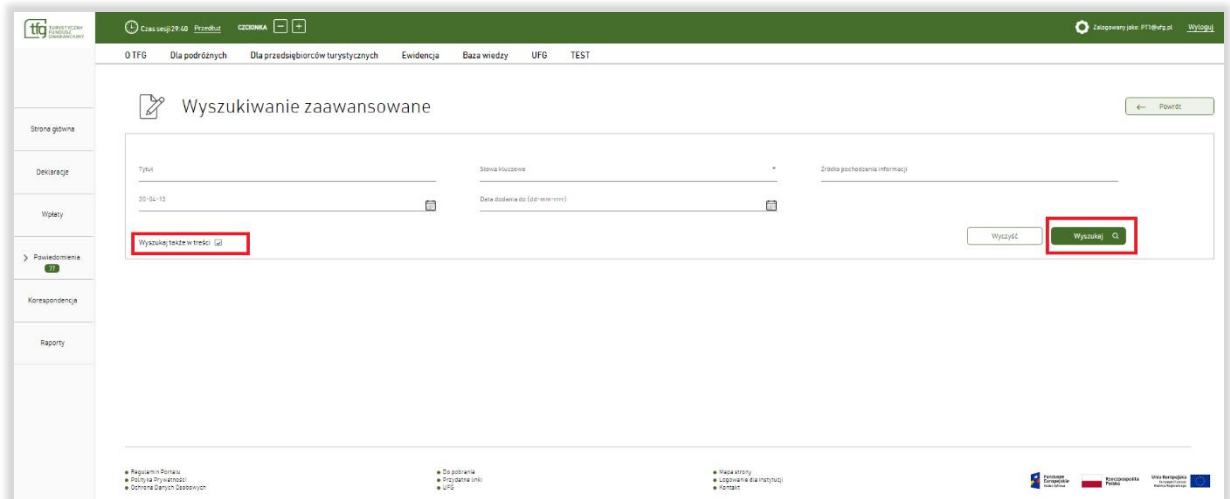 tfg TURYSTYCZNY FUNDUSZ GWARANCYJNY
Czas sesji 29:40 Przedłuż CZCIONKA
Zalogowany jako: PT1@ufg.pl Wyloguj
O TFG Dla podróżnych Dla przedsiębiorców turystycznych Ewidencja Baza wiedzy UFG TEST
Wyszukiwanie zaawansowane
Powrót
Strona główna
Deklaracje
Wpłaty
Powiadomienia
77
Korespondencja
Raporty
Tytuł Słowa kluczowe Źródło pochodzenia informacji
20-04-13 Data dodania do (dd-mm-rrrr)
Wyszukaj także w treści
Wyczyść Wyszukaj
Regulamin Portalu
Polityka Prywatności
Ochrona Danych Osobowych
Do pobrania
Przydatne linki
UFG
Mapa strony
Logowanie dla instytucji
Kontakt
Fundusze Europejskie
Rzeczpospolita Polska
Unia Europejska